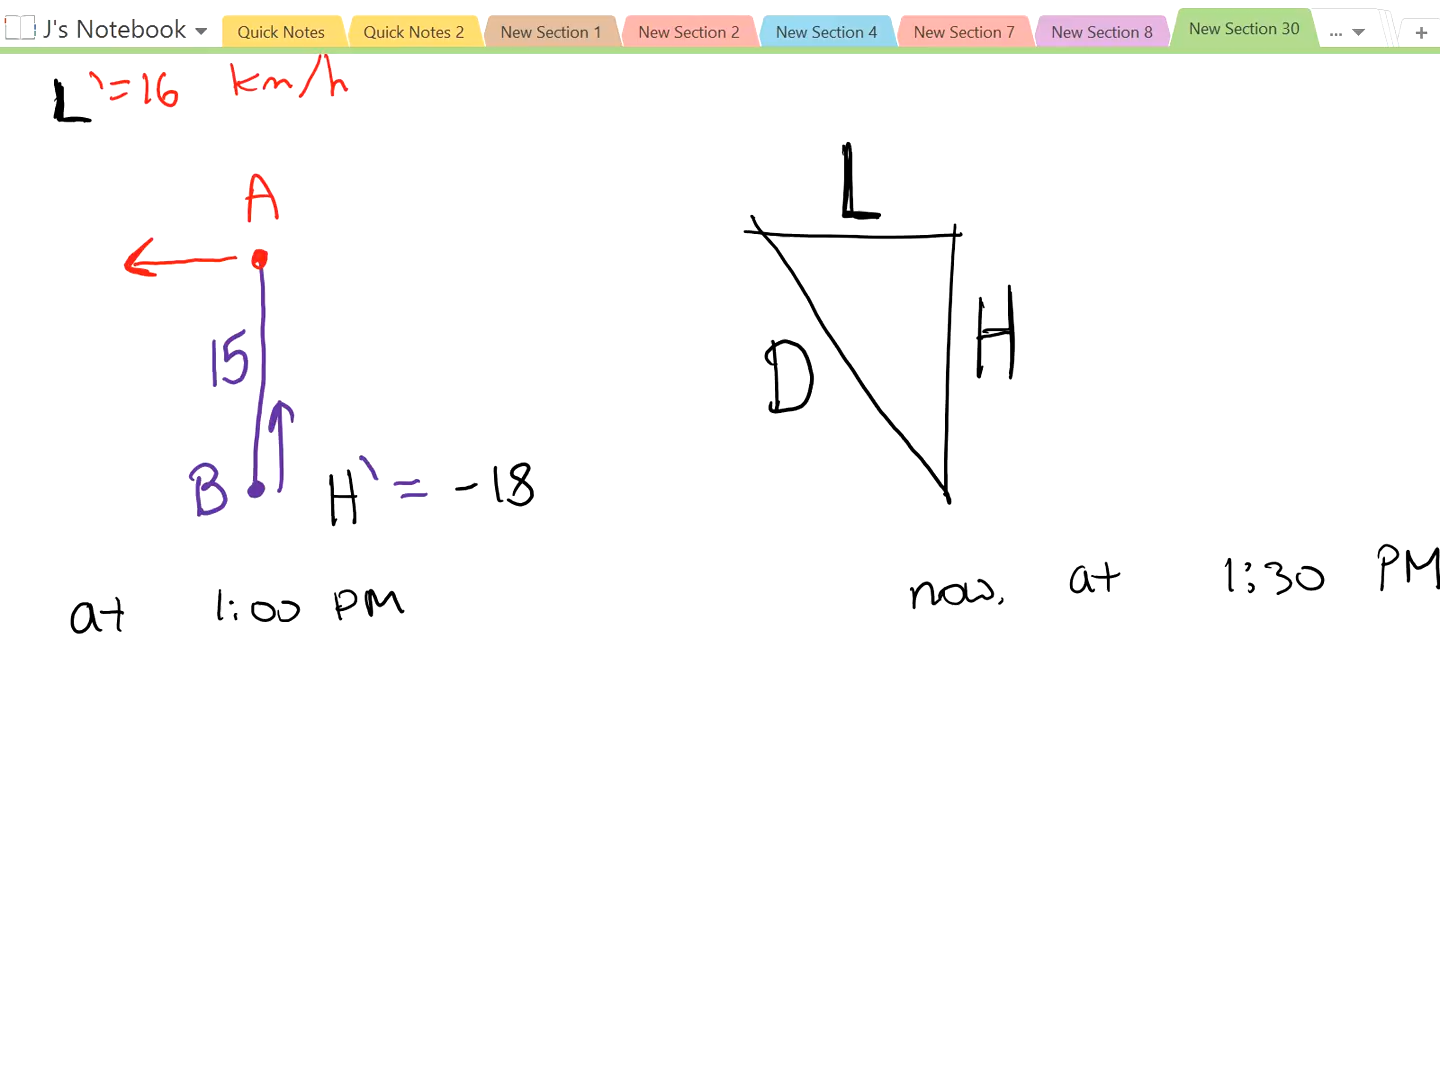 J's Notebook Quick Notes Quick Notes 2 New Section 1 New Section 2 New Section 4 New Section 7 New Section 8 New Section 30 ... +
L'=16 km/h
A
15
B H' = -18
at 1:00 PM
L
D
H
now, at 1:30 PM